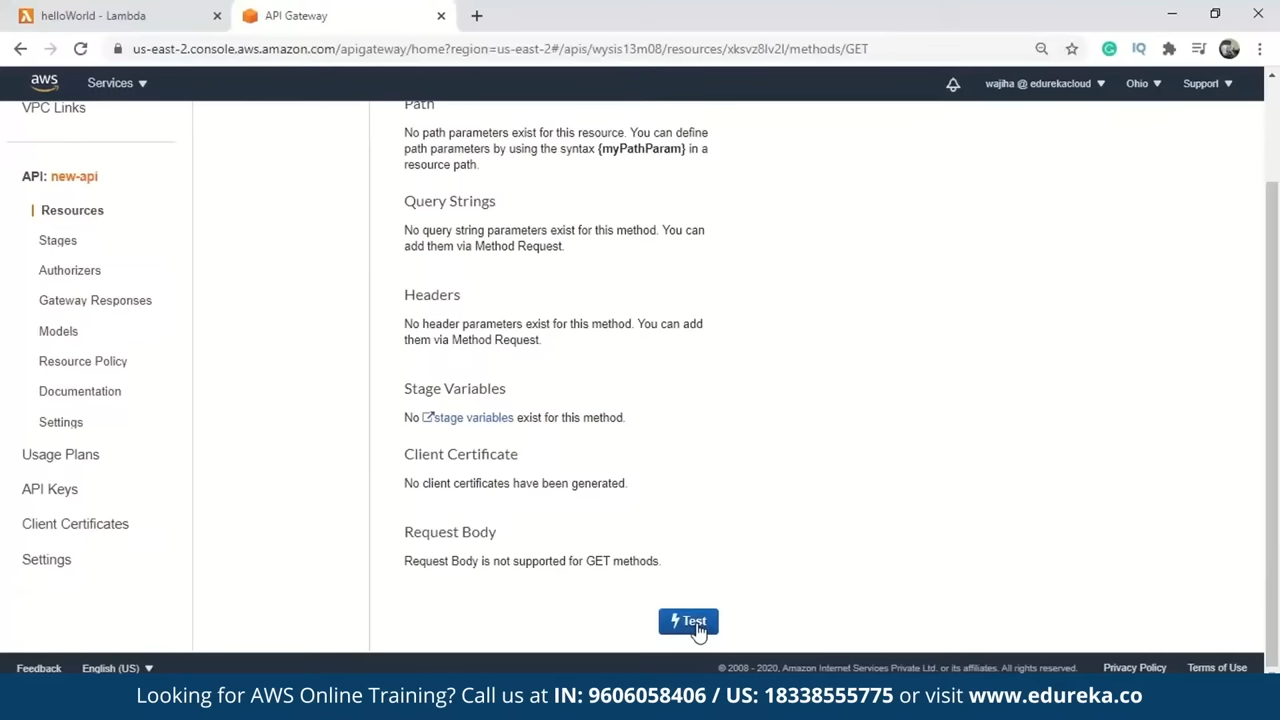 helloWorld - Lambda
API Gateway
us-east-2.console.aws.amazon.com/apigateway/home?region=us-east-2#/apis/wysis13m08/resources/xksvz8lv2l/methods/GET
IQ
aws
Services
wajiha @ edurekacloud
Ohio
Support
VPC Links
API: new-api
Resources
Stages
Authorizers
Gateway Responses
Models
Resource Policy
Documentation
Settings
Usage Plans
API Keys
Client Certificates
Settings
Path
No path parameters exist for this resource. You can define
path parameters by using the syntax {myPathParam} in a
resource path.
Query Strings
No query string parameters exist for this method. You can
add them via Method Request.
Headers
No header parameters exist for this method. You can add
them via Method Request.
Stage Variables
No stage variables exist for this method.
Client Certificate
No client certificates have been generated.
Request Body
Request Body is not supported for GET methods.
Test
Feedback
English (US)
© 2008 - 2020, Amazon Internet Services Private Ltd. or its affiliates. All rights reserved.
Privacy Policy
Terms of Use
Looking for AWS Online Training? Call us at IN: 9606058406 / US: 18338555775 or visit www.edureka.co